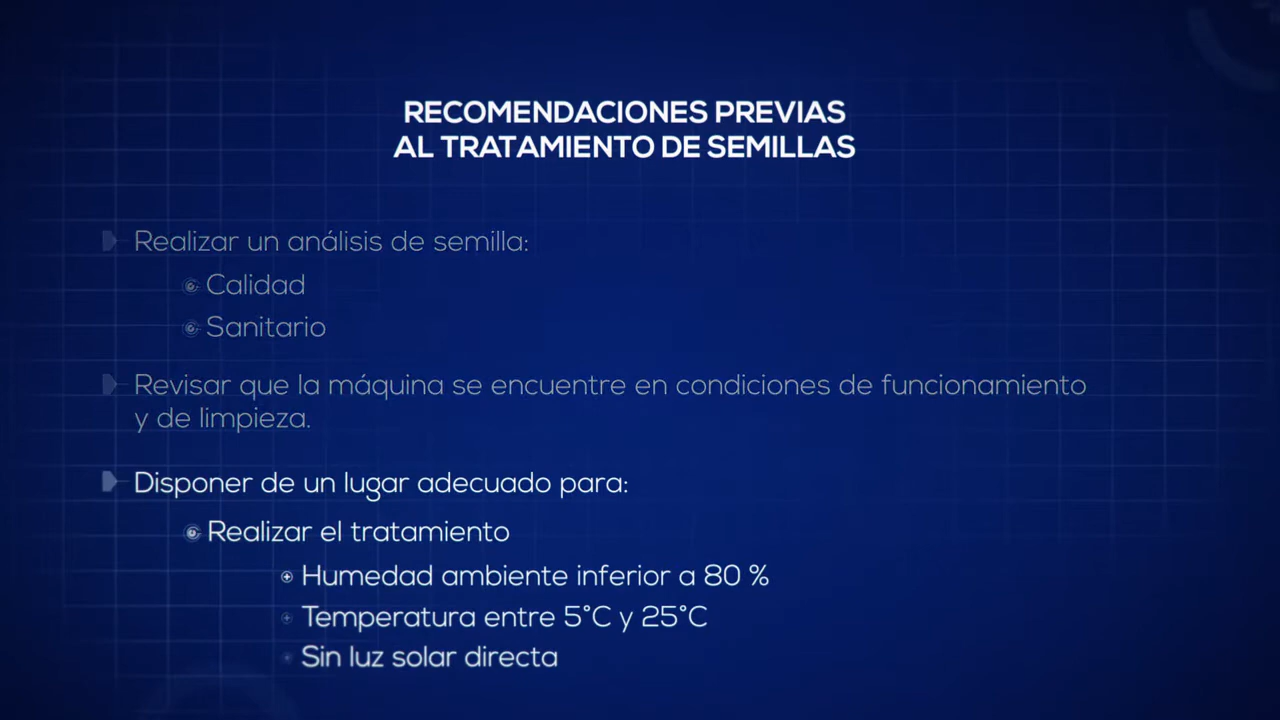 RECOMENDACIONES PREVIAS
AL TRATAMIENTO DE SEMILLAS
Realizar un análisis de semilla:
Calidad
Sanitario
Revisar que la máquina se encuentre en condiciones de funcionamiento
y de limpieza.
Disponer de un lugar adecuado para:
Realizar el tratamiento
Humedad ambiente inferior a 80 %
Temperatura entre 5°C y 25°C
Sin luz solar directa